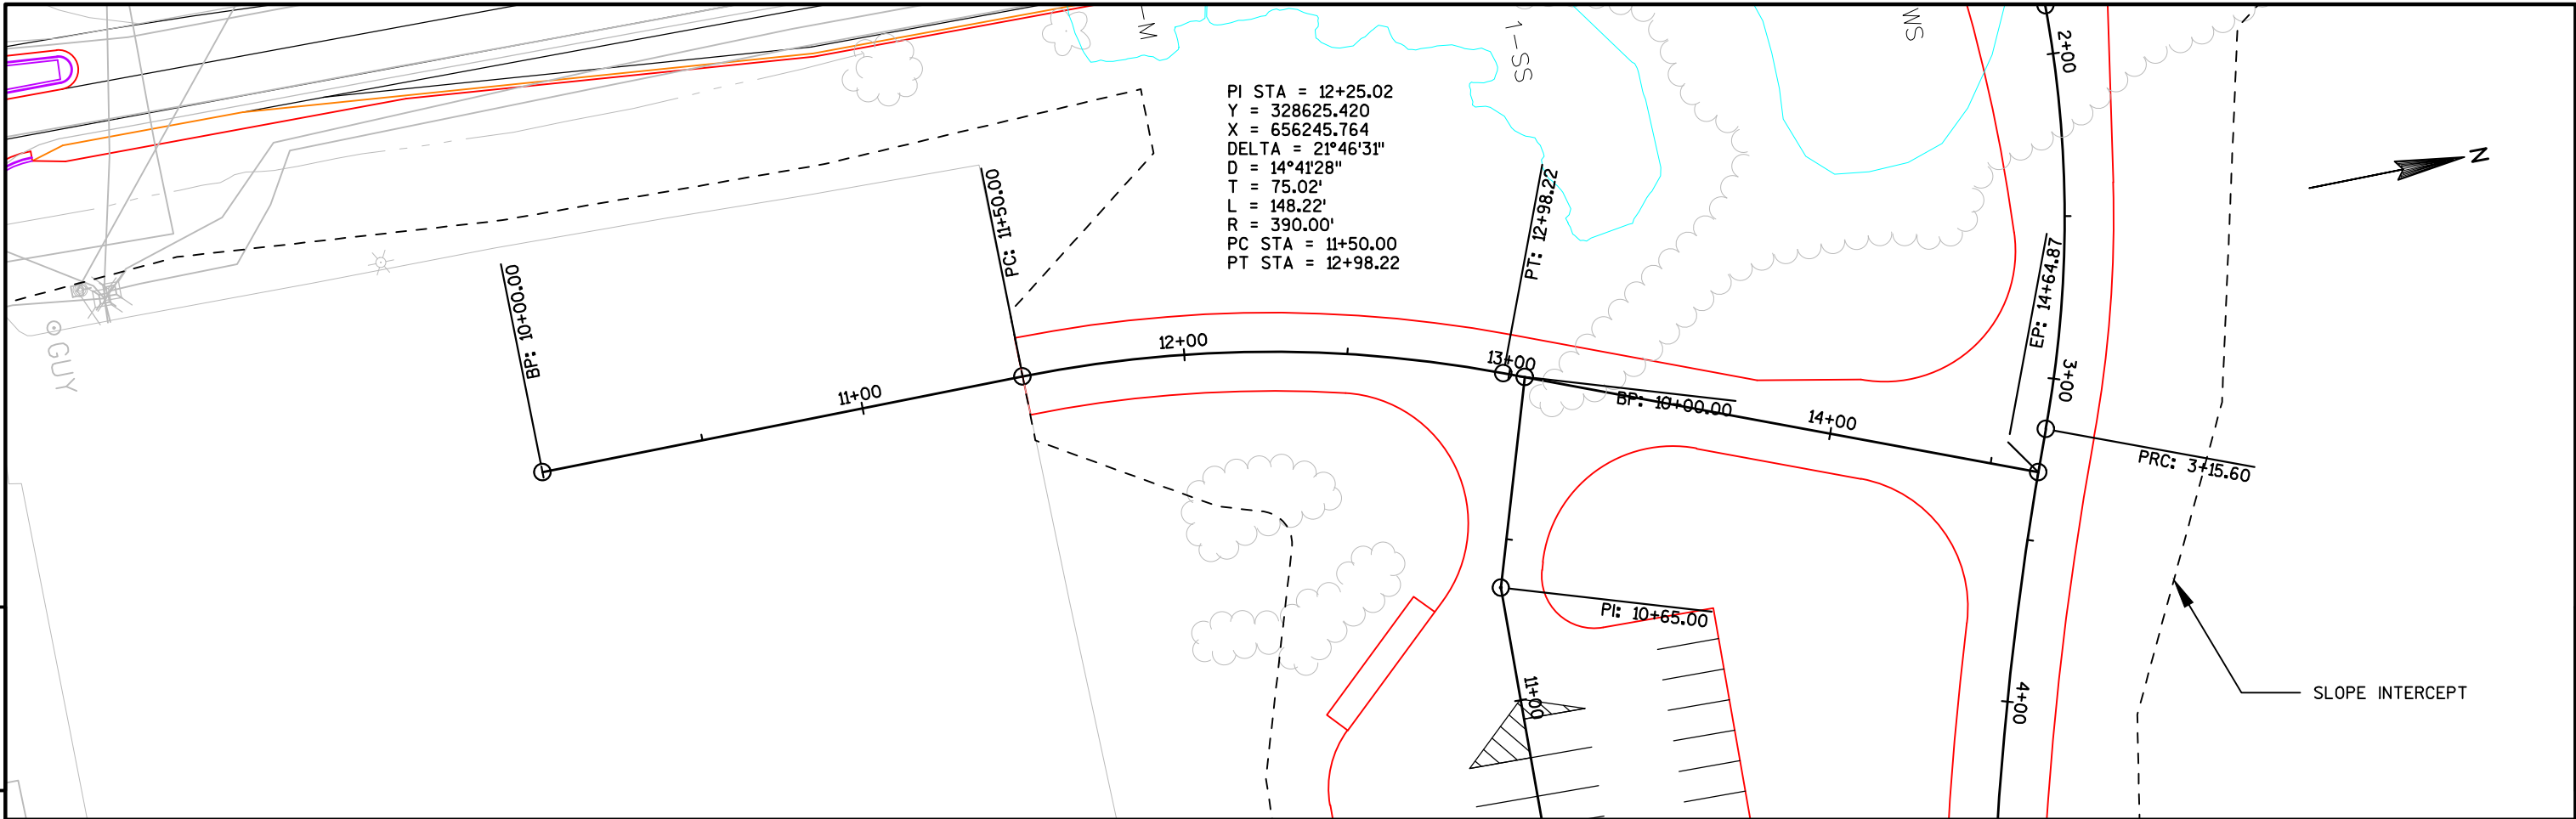 -M
1-SS
WS
2+00
PI STA = 12+25.02
Y = 328625.420
X = 656245.764
DELTA = 21°46'31"
D = 14°41'28"
T = 75.02'
L = 148.22'
R = 390.00'
PC STA = 11+50.00
PT STA = 12+98.22
N
PC: 11+50.00
PT: 12+98.22
BP: 10+00.00
EP: 14+64.87
GUY
12+00
13+00
11+00
3+00
BP: 10+00.00
14+00
PRC: 3+15.60
PI: 10+65.00
11+00
4+00
SLOPE INTERCEPT